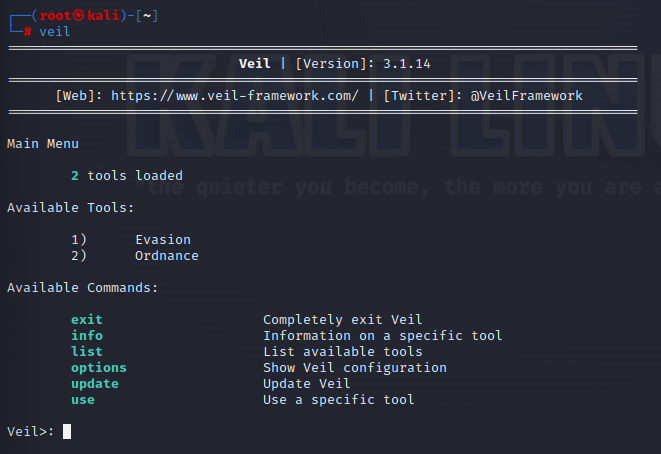 ┌──(root㉿kali)-[~]
└─# veil
Veil | [Version]: 3.1.14
[Web]: https://www.veil-framework.com/ | [Twitter]: @VeilFramework
Main Menu
2 tools loaded
"the quieter you become, the more you are a
Available Tools:
1) Evasion
2) Ordnance
Available Commands:
exit Completely exit Veil
info Information on a specific tool
list List available tools
options Show Veil configuration
update Update Veil
use Use a specific tool
Veil>:
KALI LIN